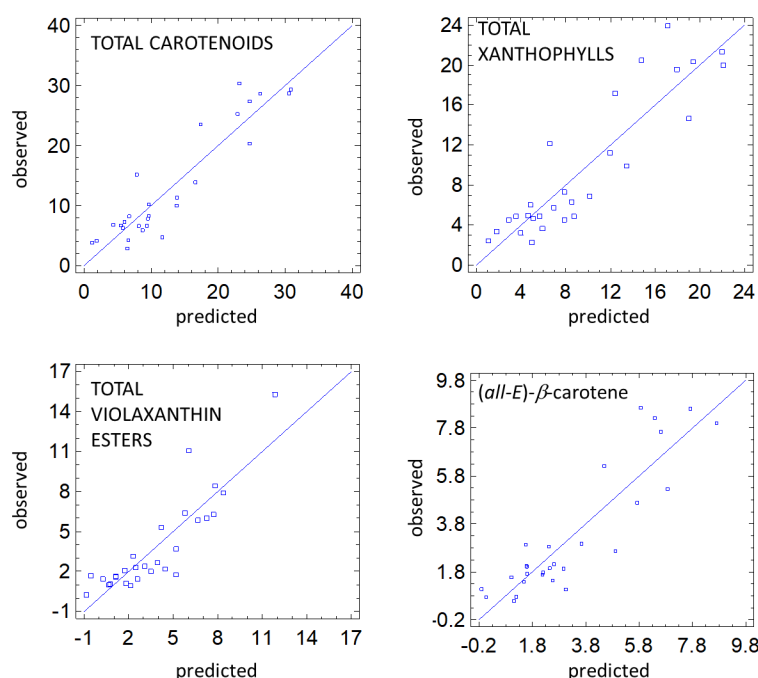 TOTAL CAROTENOIDS
40
30
20
10
0
observed
0 10 20 30 40
predicted
TOTAL
XANTHOPHYLLS
24
20
16
12
8
4
0
observed
0 4 8 12 16 20 24
predicted
TOTAL
VIOLAXANTHIN
ESTERS
17
14
11
8
5
2
-1
observed
-1 2 5 8 11 14 17
predicted
(all-E)-β-carotene
9.8
7.8
5.8
3.8
1.8
-0.2
observed
-0.2 1.8 3.8 5.8 7.8 9.8
predicted